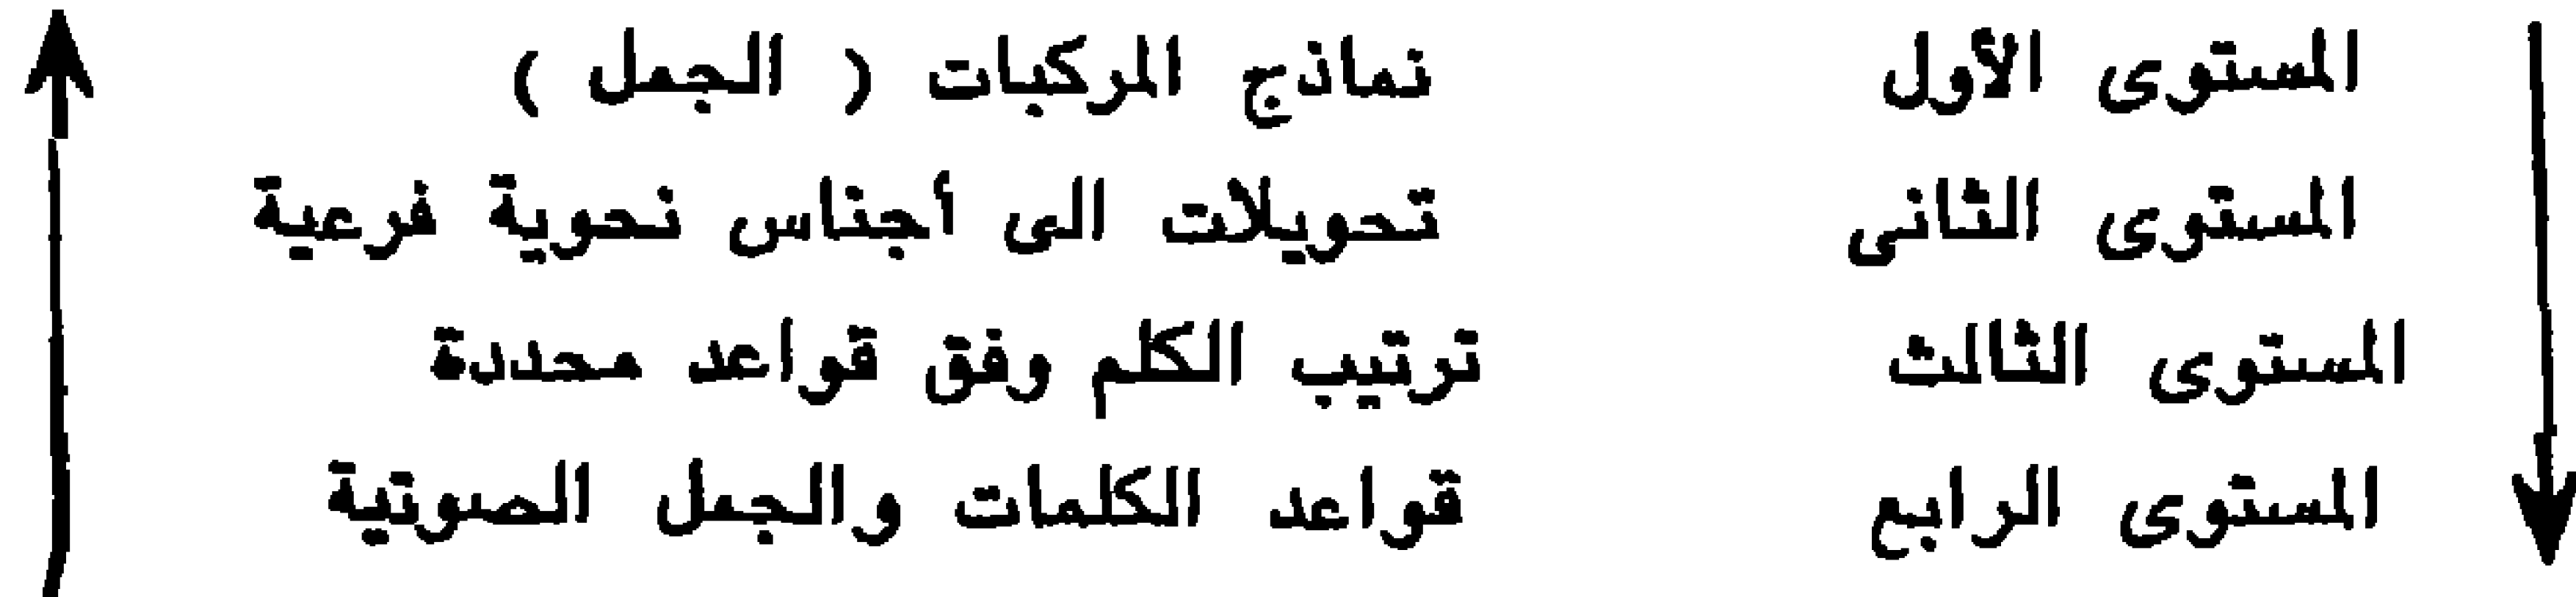 المستوى الأول نماذج المركبات ( الجمل )
المستوى الثانى تحويلات الى أجناس نحوية فرعية
المستوى الثالث ترتيب الكلم وفق قواعد محددة
المستوى الرابع قواعد الكلمات والجمل الصوتية